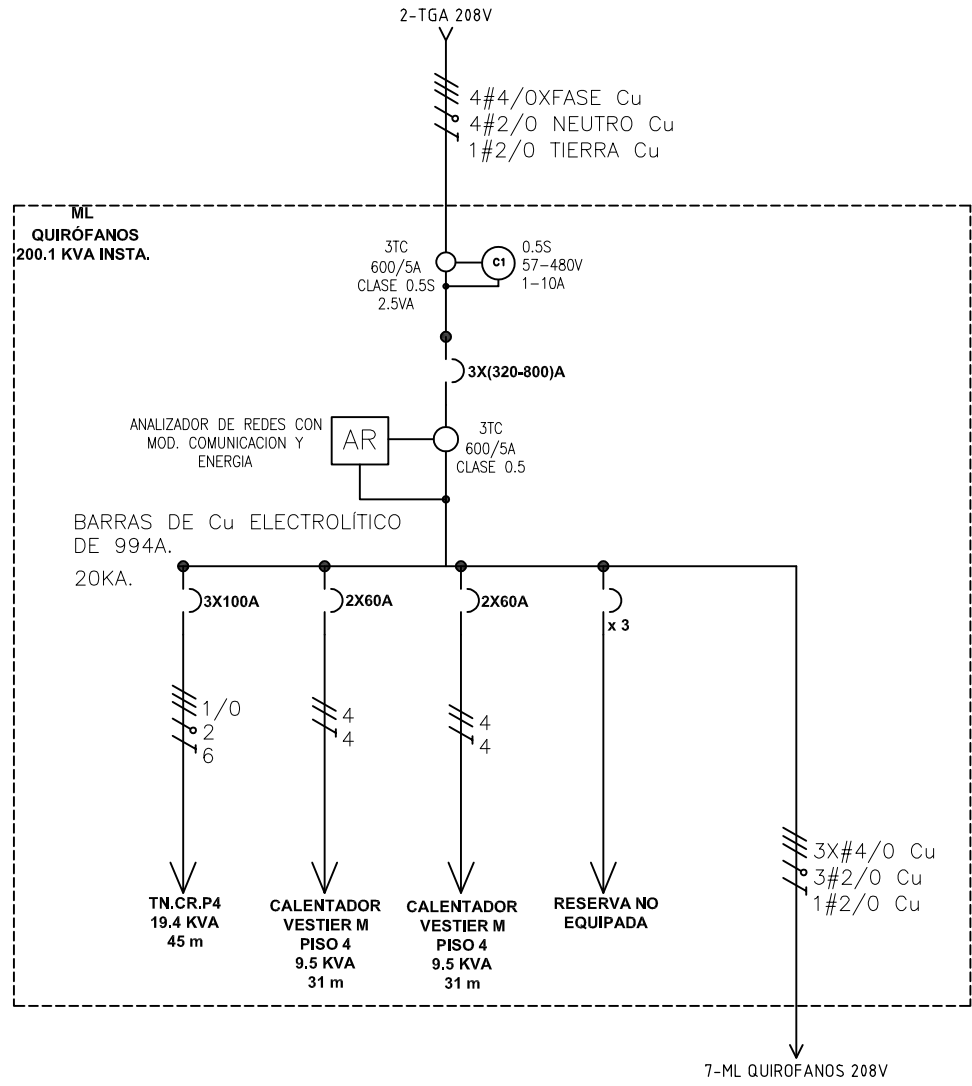 2-TGA 208V
4#4/0XFASE Cu
4#2/0 NEUTRO Cu
1#2/0 TIERRA Cu
ML
QUIRÓFANOS
200.1 KVA INSTA.
3TC
600/5A
CLASE 0.5S
2.5VA
C1
0.5S
57-480V
1-10A
3X(320-800)A
ANALIZADOR DE REDES CON
MOD. COMUNICACION Y
ENERGIA
AR
3TC
600/5A
CLASE 0.5
BARRAS DE Cu ELECTROLÍTICO
DE 994A.
20KA.
3X100A
2X60A
2X60A
x 3
1/0
2
6
4
4
4
4
3X#4/0 Cu
3#2/0 Cu
1#2/0 Cu
TN.CR.P4
19.4 KVA
45 m
CALENTADOR
VESTIER M
PISO 4
9.5 KVA
31 m
CALENTADOR
VESTIER M
PISO 4
9.5 KVA
31 m
RESERVA NO
EQUIPADA
7-ML QUIROFANOS 208V